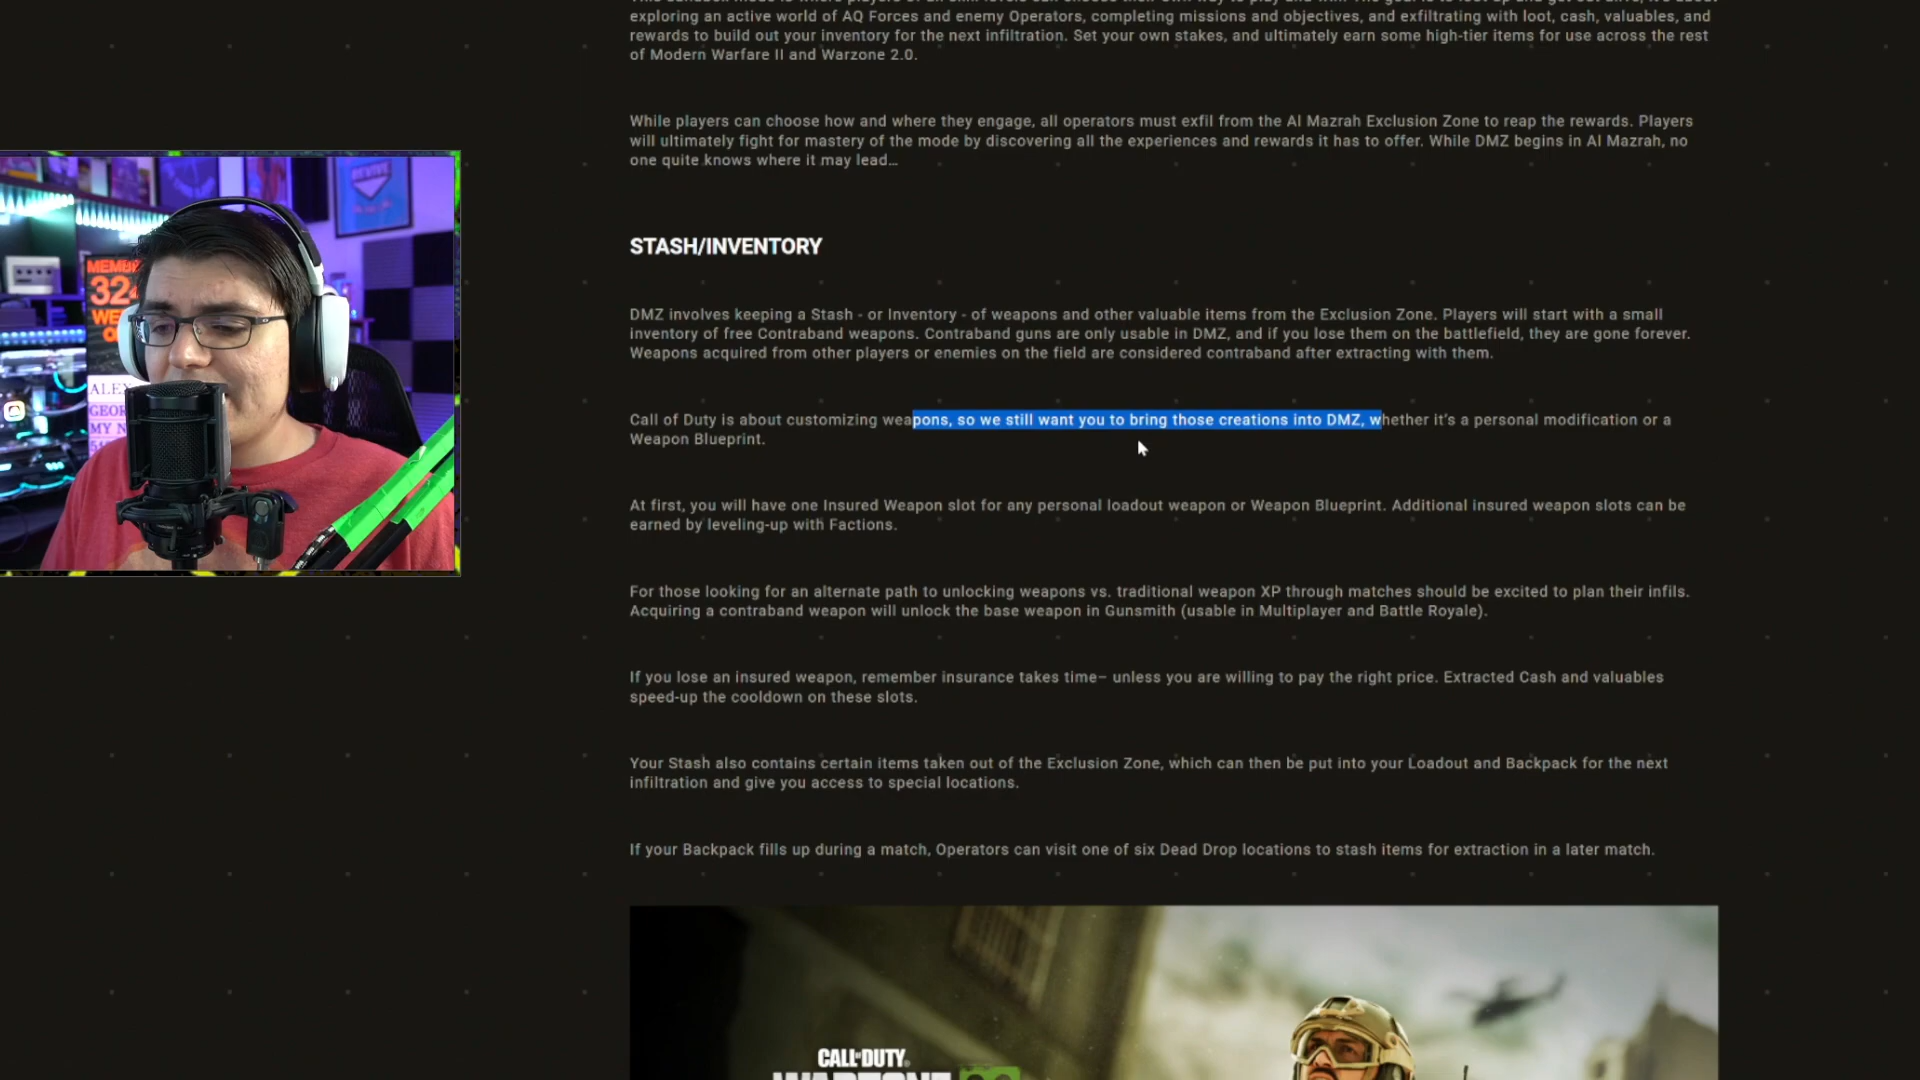 exploring an active world of AQ Forces and enemy Operators, completing missions and objectives, and exfiltrating with loot, cash, valuables, and
rewards to build out your inventory for the next infiltration. Set your own stakes, and ultimately earn some high-tier items for use across the rest
of Modern Warfare II and Warzone 2.0.
While players can choose how and where they engage, all operators must exfil from the Al Mazrah Exclusion Zone to reap the rewards. Players
will ultimately fight for mastery of the mode by discovering all the experiences and rewards it has to offer. While DMZ begins in Al Mazrah, no
one quite knows where it may lead…
STASH/INVENTORY
DMZ involves keeping a Stash - or Inventory - of weapons and other valuable items from the Exclusion Zone. Players will start with a small
inventory of free Contraband weapons. Contraband guns are only usable in DMZ, and if you lose them on the battlefield, they are gone forever.
Weapons acquired from other players or enemies on the field are considered contraband after extracting with them.
Call of Duty is about customizing weapons, so we still want you to bring those creations into DMZ, whether it's a personal modification or a
Weapon Blueprint.
At first, you will have one Insured Weapon slot for any personal loadout weapon or Weapon Blueprint. Additional insured weapon slots can be
earned by leveling-up with Factions.
For those looking for an alternate path to unlocking weapons vs. traditional weapon XP through matches should be excited to plan their infils.
Acquiring a contraband weapon will unlock the base weapon in Gunsmith (usable in Multiplayer and Battle Royale).
If you lose an insured weapon, remember insurance takes time– unless you are willing to pay the right price. Extracted Cash and valuables
speed-up the cooldown on these slots.
Your Stash also contains certain items taken out of the Exclusion Zone, which can then be put into your Loadout and Backpack for the next
infiltration and give you access to special locations.
If your Backpack fills up during a match, Operators can visit one of six Dead Drop locations to stash items for extraction in a later match.
CALL OF DUTY
WARZONE
REVIVE
324
ALEX
GEOR
MY N